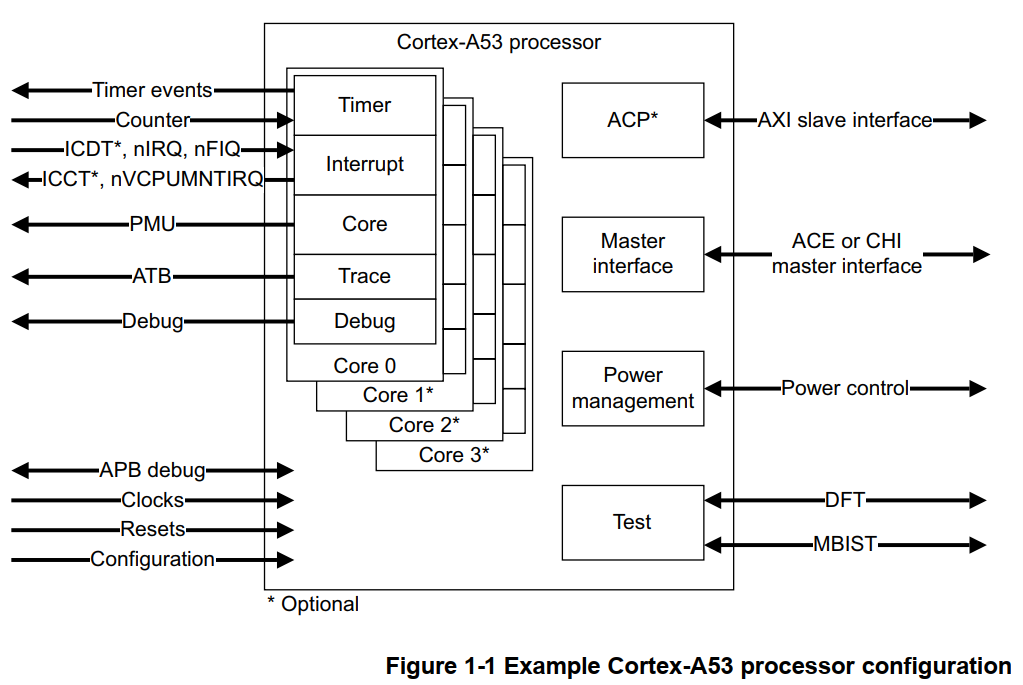 Cortex-A53 processor
Timer events
Counter
ICDT*, nIRQ, nFIQ
ICCT*, nVCPUMNTIRQ
PMU
ATB
Debug
Timer
Interrupt
Core
Trace
Debug
Core 0
Core 1*
Core 2*
Core 3*
APB debug
Clocks
Resets
Configuration
ACP*
AXI slave interface
Master
interface
ACE or CHI
master interface
Power
management
Power control
Test
DFT
MBIST
* Optional
Figure 1-1 Example Cortex-A53 processor configuration